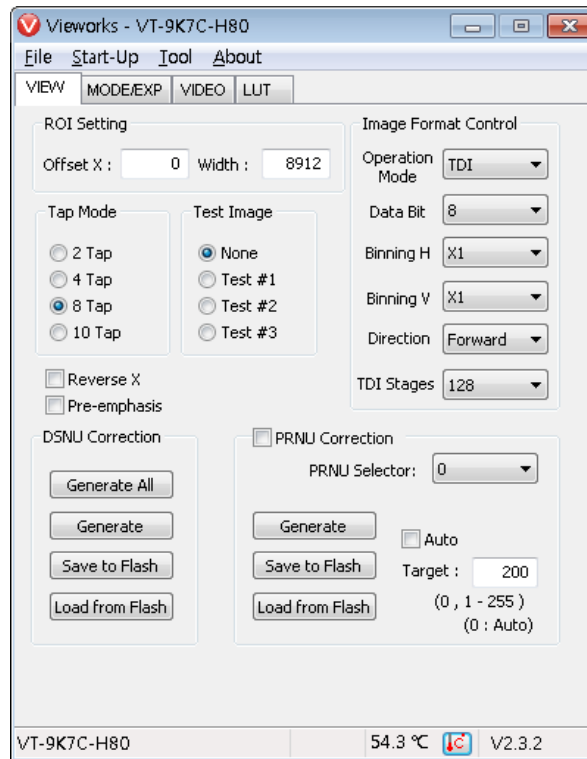 Vieworks - VT-9K7C-H80
File Start-Up Tool About
VIEW MODE/EXP VIDEO LUT
ROI Setting
Offset X : 0 Width : 8912
Image Format Control
Operation Mode TDI
Data Bit 8
Binning H X1
Binning V X1
Direction Forward
TDI Stages 128
Tap Mode
2 Tap
4 Tap
8 Tap
10 Tap
Test Image
None
Test #1
Test #2
Test #3
Reverse X
Pre-emphasis
DSNU Correction
Generate All
Generate
Save to Flash
Load from Flash
PRNU Correction
PRNU Selector: 0
Generate
Save to Flash
Load from Flash
Auto
Target : 200
(0 , 1 - 255 )
(0 : Auto)
VT-9K7C-H80 54.3 ℃ C V2.3.2